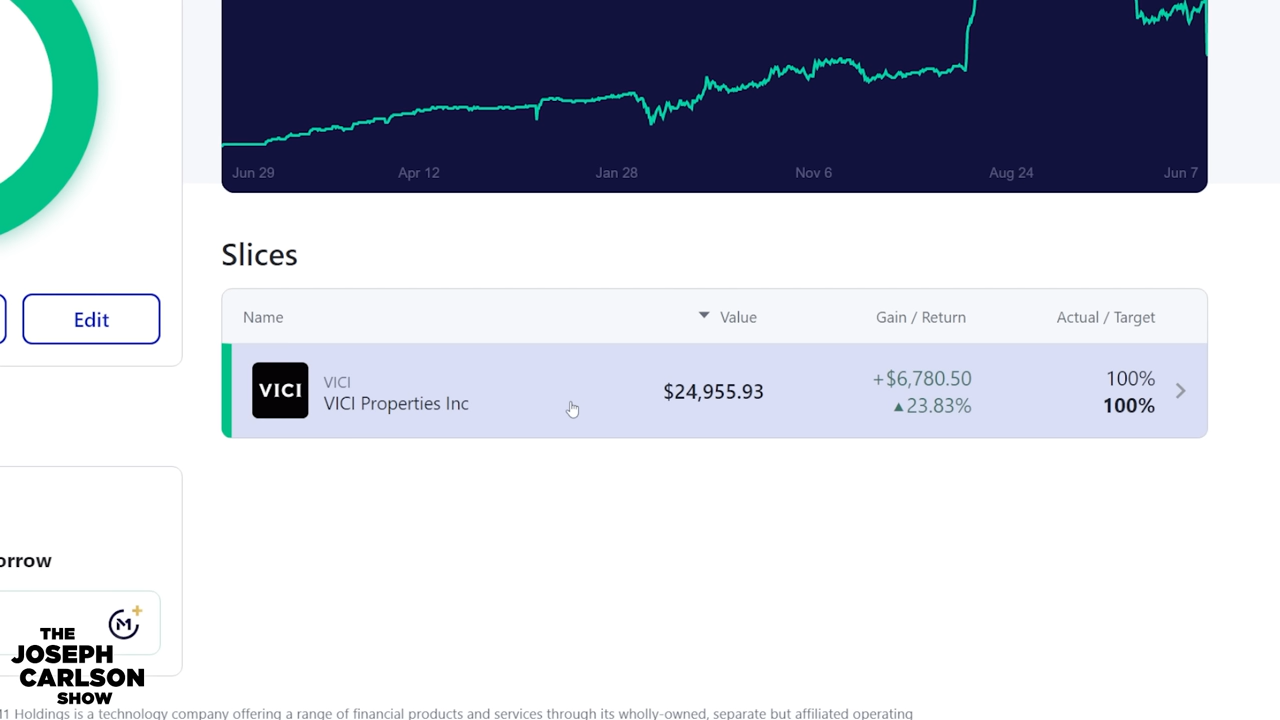 Jun 29 Apr 12 Jan 28 Nov 6 Aug 24 Jun 7
Slices
Edit
Name Value Gain / Return Actual / Target
VICI
VICI
VICI Properties Inc
$24,955.93
+$6,780.50
▲23.83%
100%
100%
orrow
M+
THE
JOSEPH
CARLSON
SHOW
M1 Holdings is a technology company offering a range of financial products and services through its wholly-owned, separate but affiliated operating